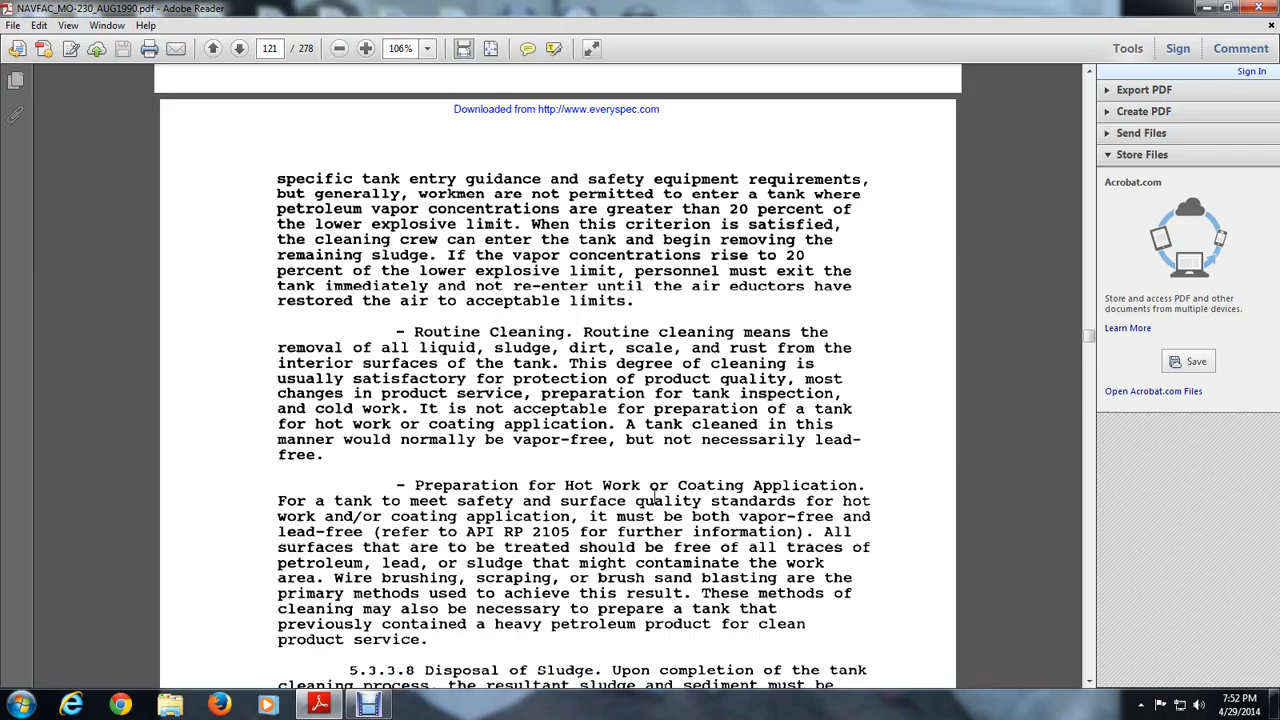 NAVFAC_MO-230_AUG1990.pdf - Adobe Reader
File Edit View Window Help
121 / 278 106% Tools Sign Comment
Sign In
Export PDF
Create PDF
Send Files
Store Files
Acrobat.com
Store and access PDF and other
documents from multiple devices.
Learn More
Save
Open Acrobat.com Files
Downloaded from http://www.everyspec.com
specific tank entry guidance and safety equipment requirements,
but generally, workmen are not permitted to enter a tank where
petroleum vapor concentrations are greater than 20 percent of
the lower explosive limit. When this criterion is satisfied,
the cleaning crew can enter the tank and begin removing the
remaining sludge. If the vapor concentrations rise to 20
percent of the lower explosive limit, personnel must exit the
tank immediately and not re-enter until the air eductors have
restored the air to acceptable limits.
- Routine Cleaning. Routine cleaning means the
removal of all liquid, sludge, dirt, scale, and rust from the
interior surfaces of the tank. This degree of cleaning is
usually satisfactory for protection of product quality, most
changes in product service, preparation for tank inspection,
and cold work. It is not acceptable for preparation of a tank
for hot work or coating application. A tank cleaned in this
manner would normally be vapor-free, but not necessarily lead-
free.
- Preparation for Hot Work or Coating Application.
For a tank to meet safety and surface quality standards for hot
work and/or coating application, it must be both vapor-free and
lead-free (refer to API RP 2105 for further information). All
surfaces that are to be treated should be free of all traces of
petroleum, lead, or sludge that might contaminate the work
area. Wire brushing, scraping, or brush sand blasting are the
primary methods used to achieve this result. These methods of
cleaning may also be necessary to prepare a tank that
previously contained a heavy petroleum product for clean
product service.
5.3.3.8 Disposal of Sludge. Upon completion of the tank
cleaning process, the resultant sludge and sediment must be
7:52 PM
4/29/2014